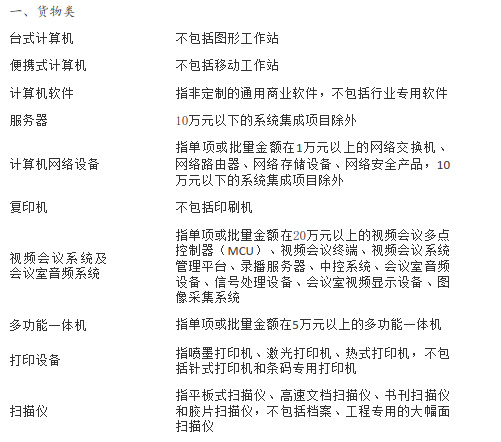 一、货物类
台式计算机 不包括图形工作站
便携式计算机 不包括移动工作站
计算机软件 指非定制的通用商业软件，不包括行业专用软件
服务器 10万元以下的系统集成项目除外
计算机网络设备 指单项或批量金额在1万元以上的网络交换机、
网络路由器、网络存储设备、网络安全产品，10
万元以下的系统集成项目除外
复印机 不包括印刷机
视频会议系统及
会议室音频系统
指单项或批量金额在20万元以上的视频会议多点
控制器（MCU）、视频会议终端、视频会议系统
管理平台、录播服务器、中控系统、会议室音频
设备、信号处理设备、会议室视频显示设备、图
像采集系统
多功能一体机 指单项或批量金额在5万元以上的多功能一体机
打印设备 指喷墨打印机、激光打印机、热式打印机，不包
括针式打印机和条码专用打印机
扫描仪 指平板式扫描仪、高速文档扫描仪、书刊扫描仪
和胶片扫描仪，不包括档案、工程专用的大幅面
扫描仪